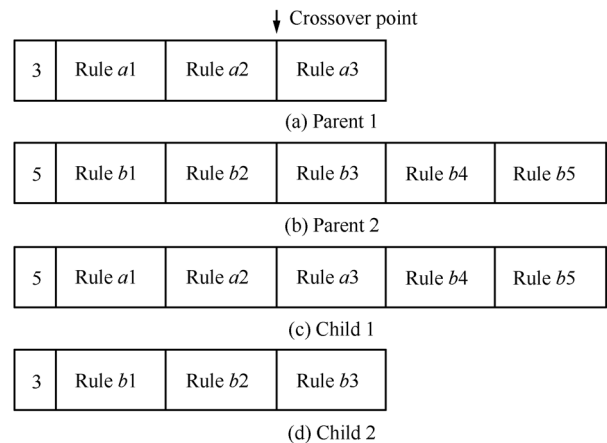 Crossover point
3 Rule a1 Rule a2 Rule a3
(a) Parent 1
5 Rule b1 Rule b2 Rule b3 Rule b4 Rule b5
(b) Parent 2
5 Rule a1 Rule a2 Rule a3 Rule b4 Rule b5
(c) Child 1
3 Rule b1 Rule b2 Rule b3
(d) Child 2